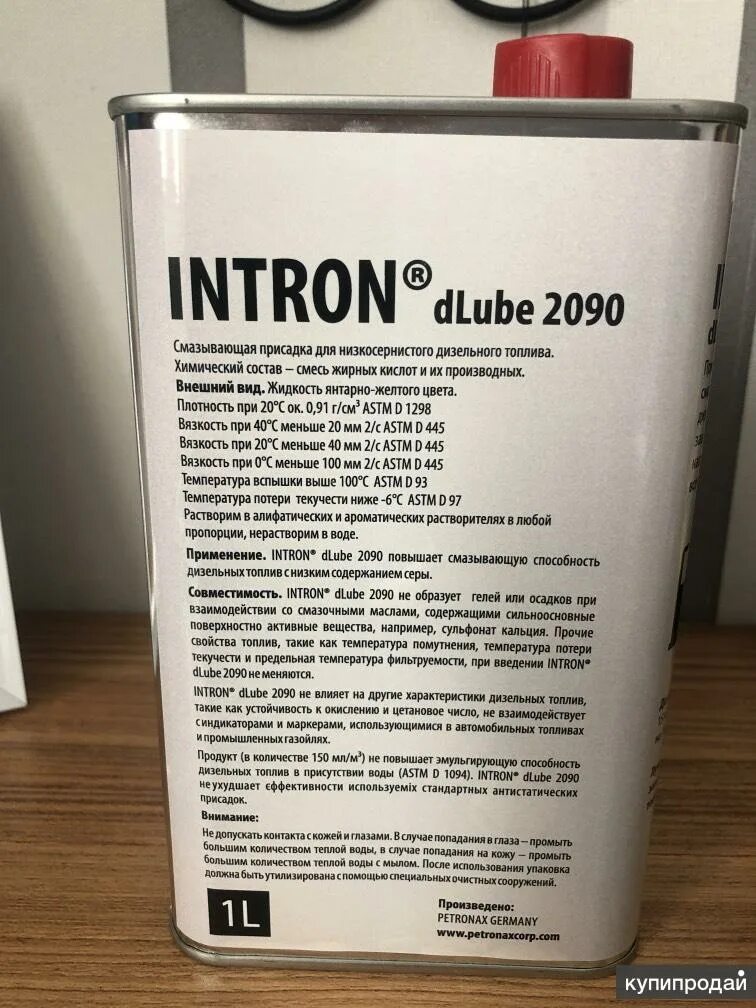 INTRON® dLube 2090
Смазывающая присадка для низкосернистого дизельного топлива.
Химический состав – смесь жирных кислот и их производных.
Внешний вид. Жидкость янтарно-желтого цвета.
Плотность при 20°С ок. 0,91 г/см³ ASTM D 1298
Вязкость при 40°С меньше 20 мм 2/с ASTM D 445
Вязкость при 20°С меньше 40 мм 2/с ASTM D 445
Вязкость при 0°С меньше 100 мм 2/с ASTM D 445
Температура вспышки выше 100°С ASTM D 93
Температура потери текучести ниже -6°С ASTM D 97
Растворим в алифатических и ароматических растворителях в любой
пропорции, нерастворим в воде.
Применение. INTRON® dLube 2090 повышает смазывающую способность
дизельных топлив с низким содержанием серы.
Совместимость. INTRON® dLube 2090 не образует гелей или осадков при
взаимодействии со смазочными маслами, содержащими сильноосновные
поверхностно активные вещества, например, сульфонат кальция. Прочие
свойства топлив, такие как температура помутнения, температура потери
текучести и предельная температура фильтруемости, при введении INTRON®
dLube 2090 не меняются.
INTRON® dLube 2090 не влияет на другие характеристики дизельных топлив,
такие как устойчивость к окислению и цетановое число, не взаимодействует
с индикаторами и маркерами, использующимися в автомобильных топливах
и промышленных газойлях.
Продукт (в количестве 150 мл/м³) не повышает эмульгирующую способность
дизельных топлив в присутствии воды (ASTM D 1094). INTRON® dLube 2090
не ухудшает єффективности используеміх стандартных антистатических
присадок.
Внимание:
Не допускать контакта с кожей и глазами. В случае попадания в глаза – промыть
большим количеством теплой воды, в случае попадания на кожу – промыть
большим количеством теплой воды с мылом. После использования упаковка
должна быть утилизирована с помощью специальных очистных сооружений.
1L
Произведено:
PETRONAX GERMANY
www.petronaxcorp.com
купипродай